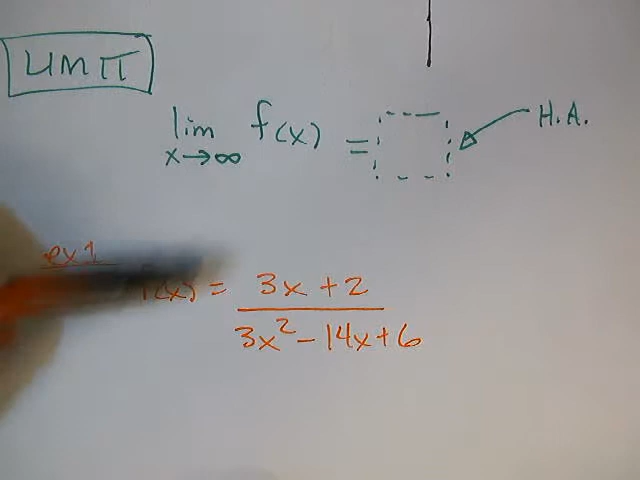 LIMIT
lim f(x) =
x→∞
H.A.
ex 1
f(x) = 3x + 2
3x² - 14x + 6